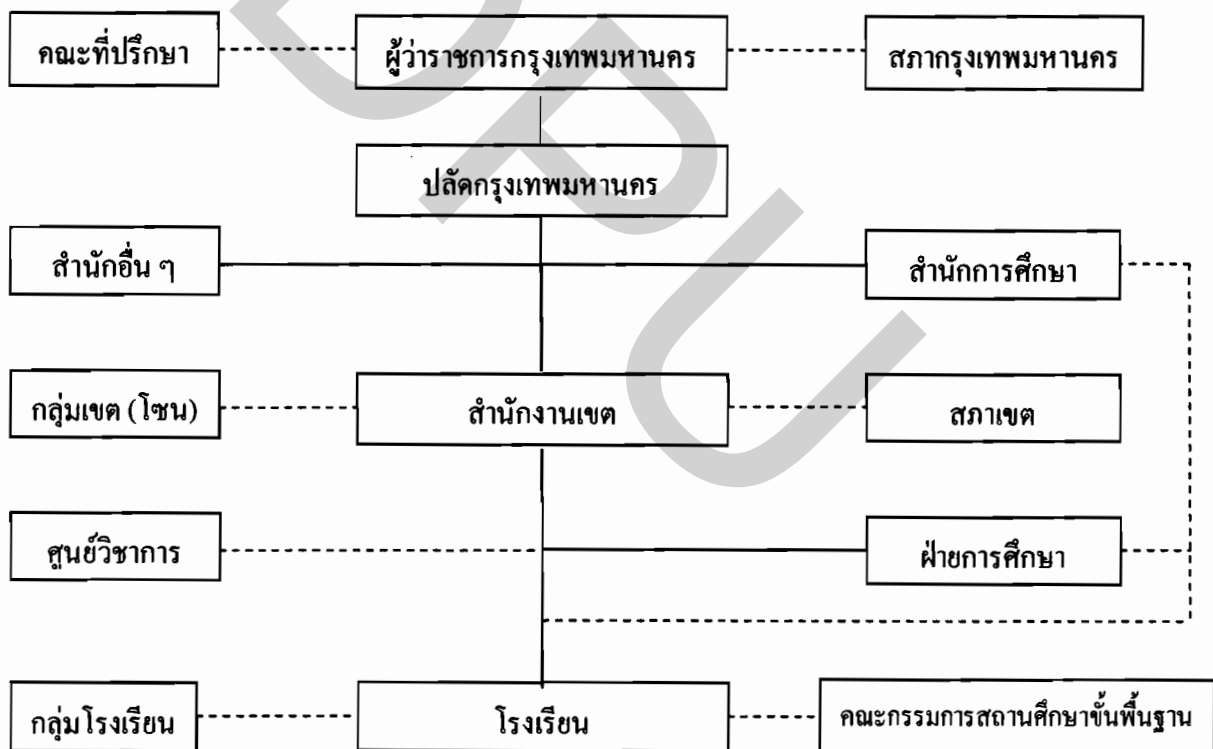 คณะที่ปรึกษา
ผู้ว่าราชการกรุงเทพมหานคร
สภากรุงเทพมหานคร
ปลัดกรุงเทพมหานคร
สำนักอื่น ๆ
สำนักการศึกษา
กลุ่มเขต (โซน)
สำนักงานเขต
สภาเขต
ศูนย์วิชาการ
ฝ่ายการศึกษา
กลุ่มโรงเรียน
โรงเรียน
คณะกรรมการสถานศึกษาขั้นพื้นฐาน
DPU